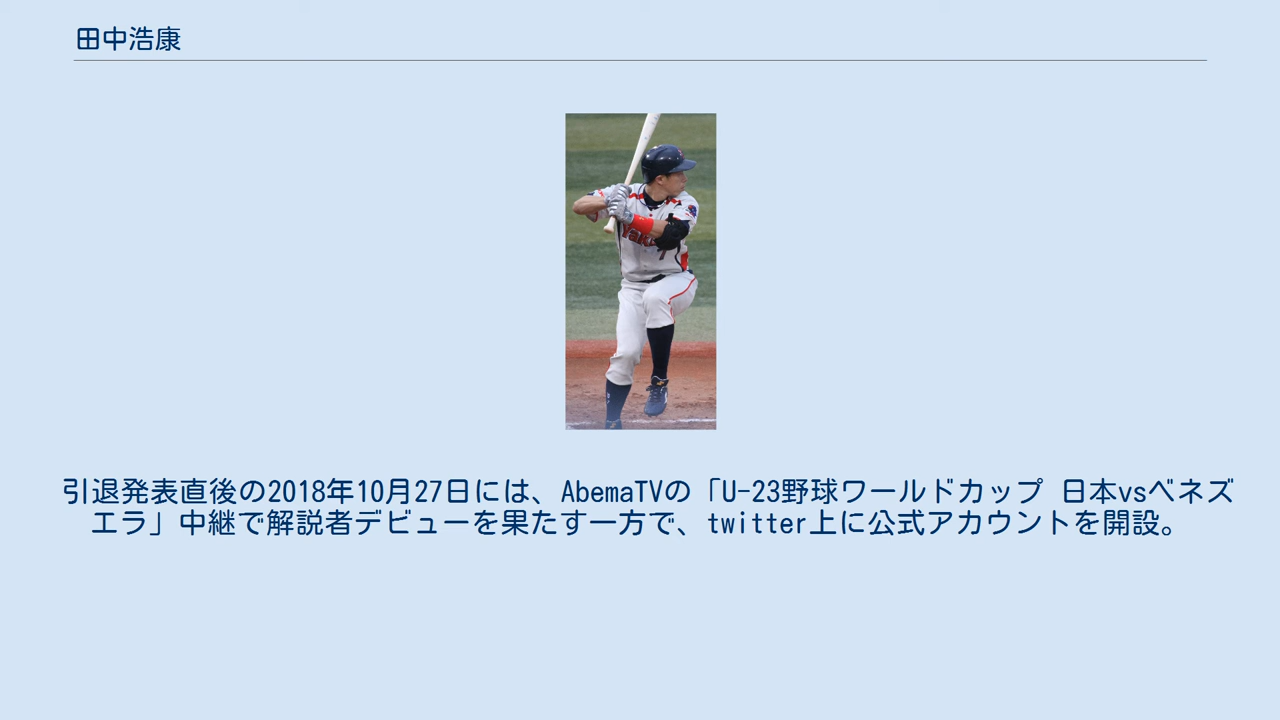 田中浩康
引退発表直後の2018年10月27日には、AbemaTVの「U-23野球ワールドカップ 日本vsベネズ
エラ」中継で解説者デビューを果たす一方で、twitter上に公式アカウントを開設。